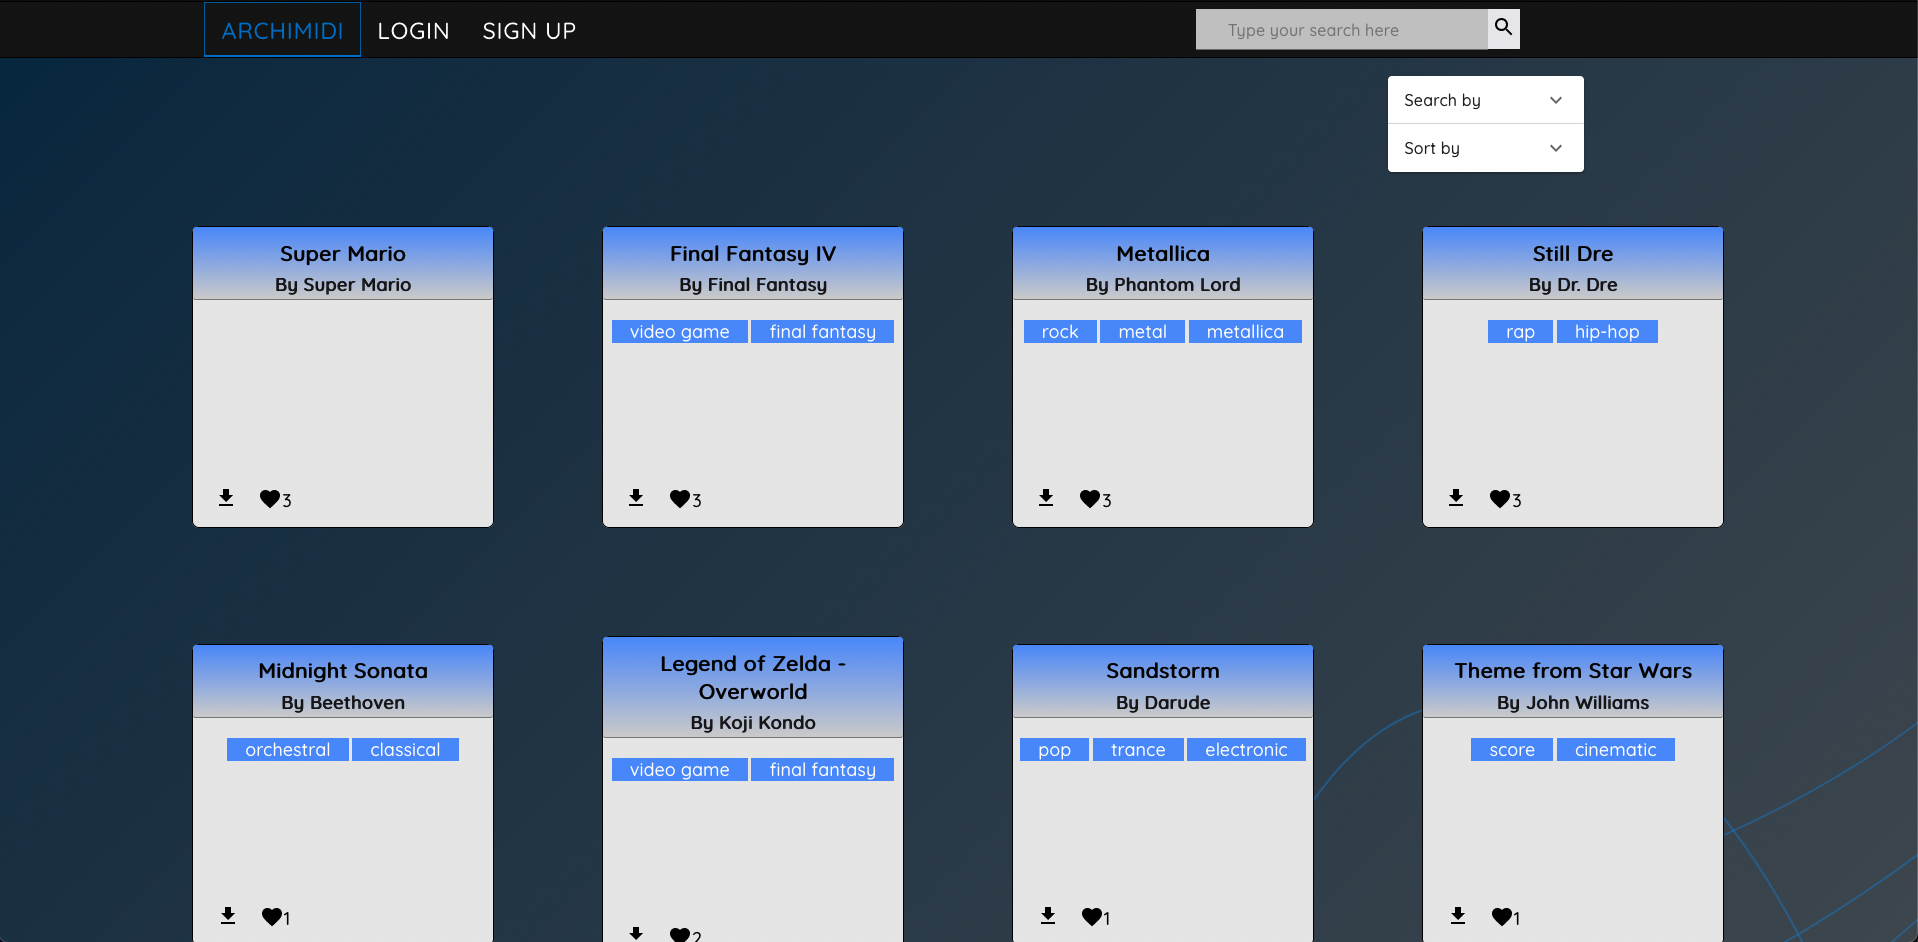 ARCHIMIDI LOGIN SIGN UP Type your search here
Search by
Sort by
Super Mario
By Super Mario
3
Final Fantasy IV
By Final Fantasy
video game final fantasy
3
Metallica
By Phantom Lord
rock metal metallica
3
Still Dre
By Dr. Dre
rap hip-hop
3
Midnight Sonata
By Beethoven
orchestral classical
1
Legend of Zelda -
Overworld
By Koji Kondo
video game final fantasy
2
Sandstorm
By Darude
pop trance electronic
1
Theme from Star Wars
By John Williams
score cinematic
1